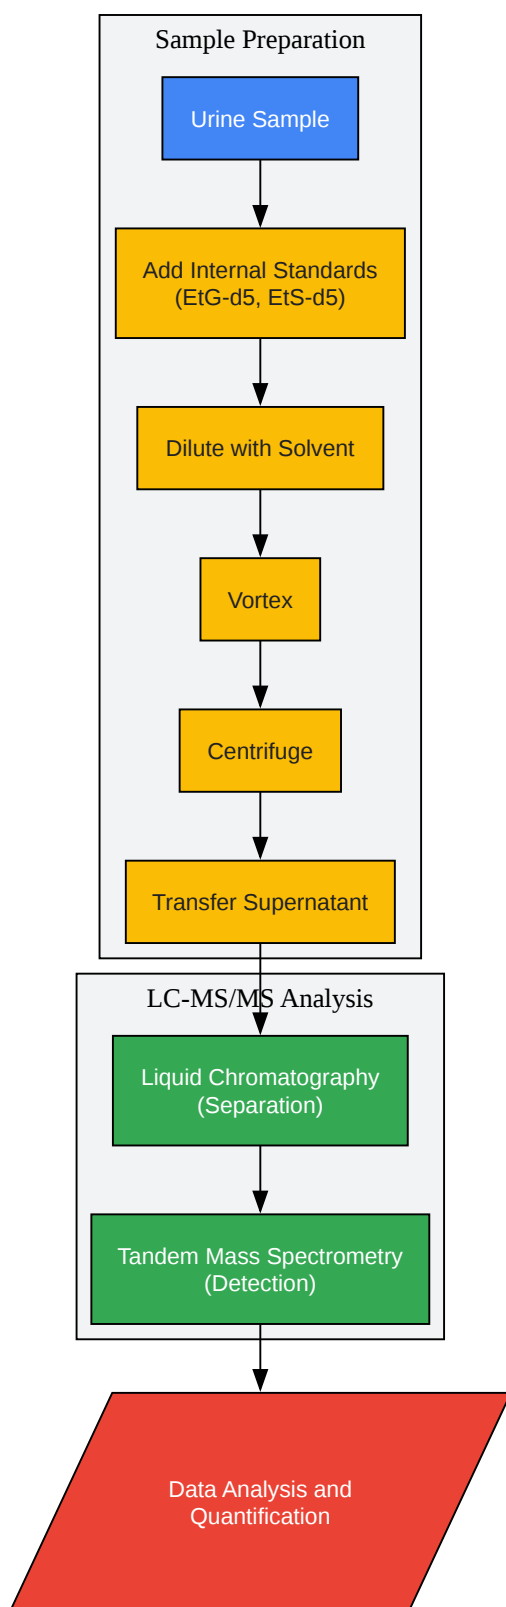 Sample Preparation
Urine Sample
Add Internal Standards
(EtG-d5, EtS-d5)
Dilute with Solvent
Vortex
Centrifuge
Transfer Supernatant
LC-MS/MS Analysis
Liquid Chromatography
(Separation)
Tandem Mass Spectrometry
(Detection)
Data Analysis and
Quantification